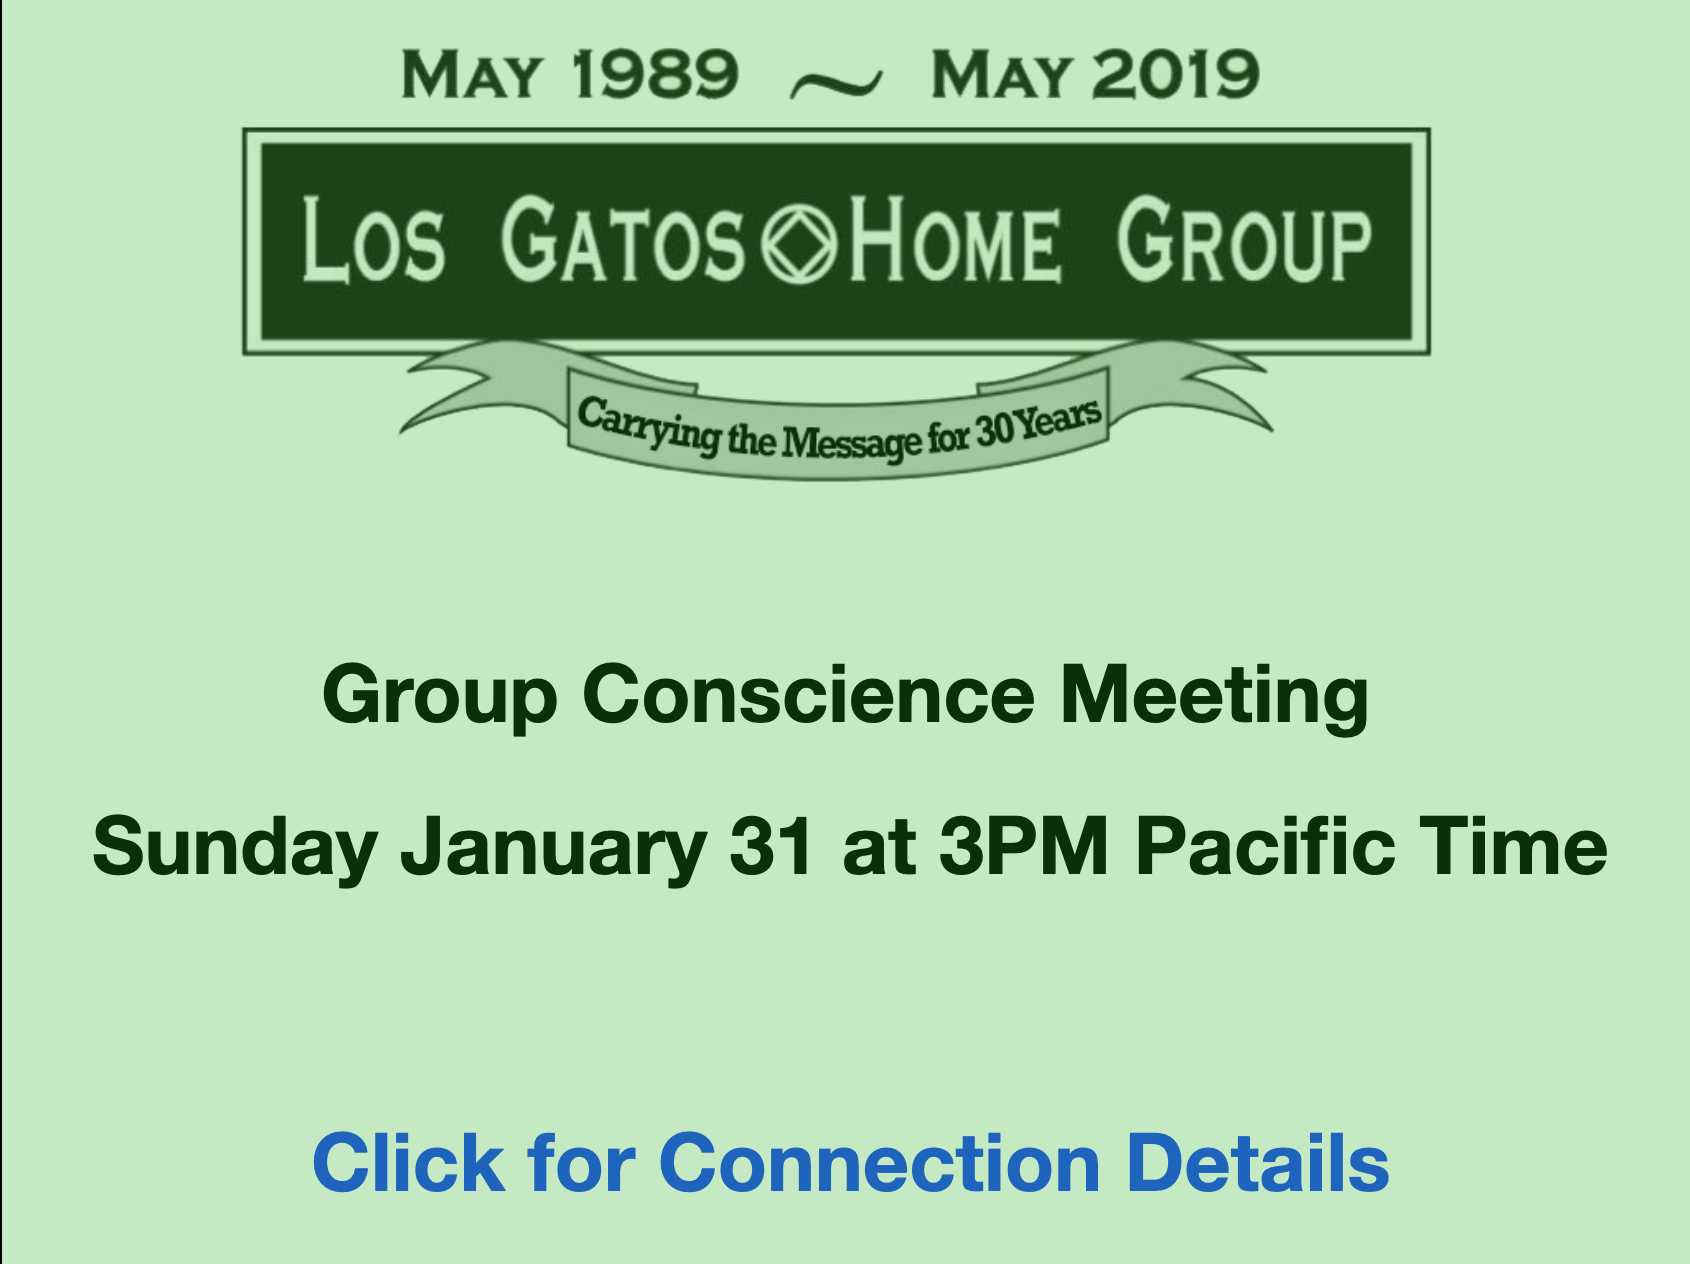 May 1989 ~ May 2019
Los Gatos Home Group
Carrying the Message for 30 Years
Group Conscience Meeting
Sunday January 31 at 3PM Pacific Time
Click for Connection Details